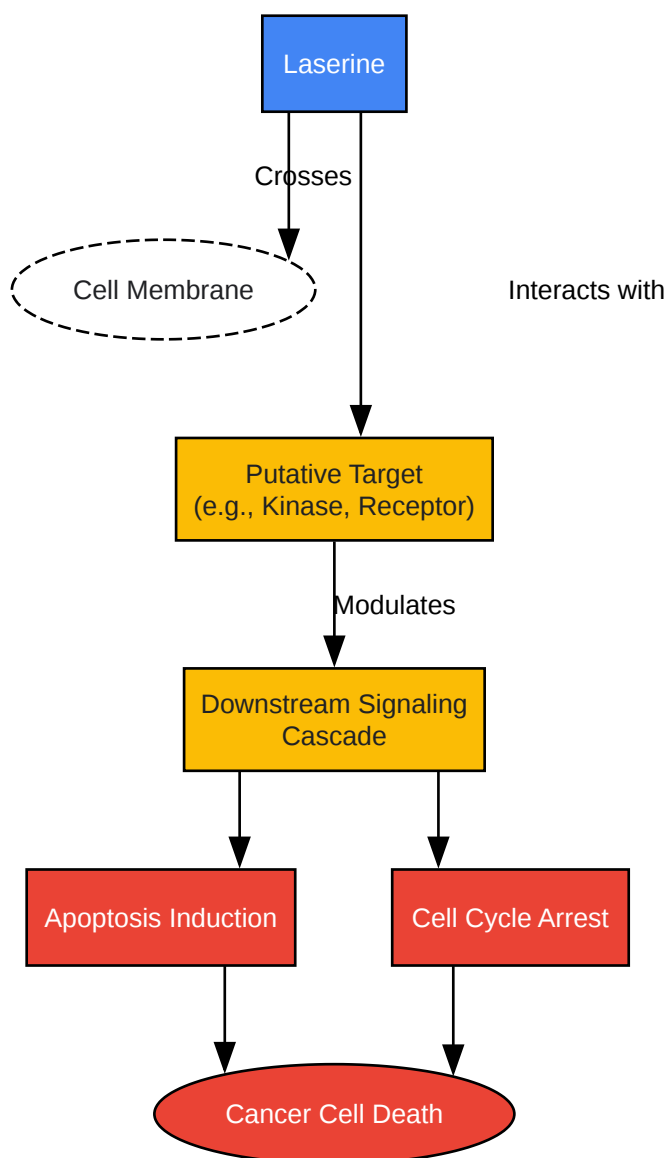 Laserine
Crosses
Cell Membrane
Interacts with
Putative Target
(e.g., Kinase, Receptor)
Modulates
Downstream Signaling
Cascade
Apoptosis Induction
Cell Cycle Arrest
Cancer Cell Death